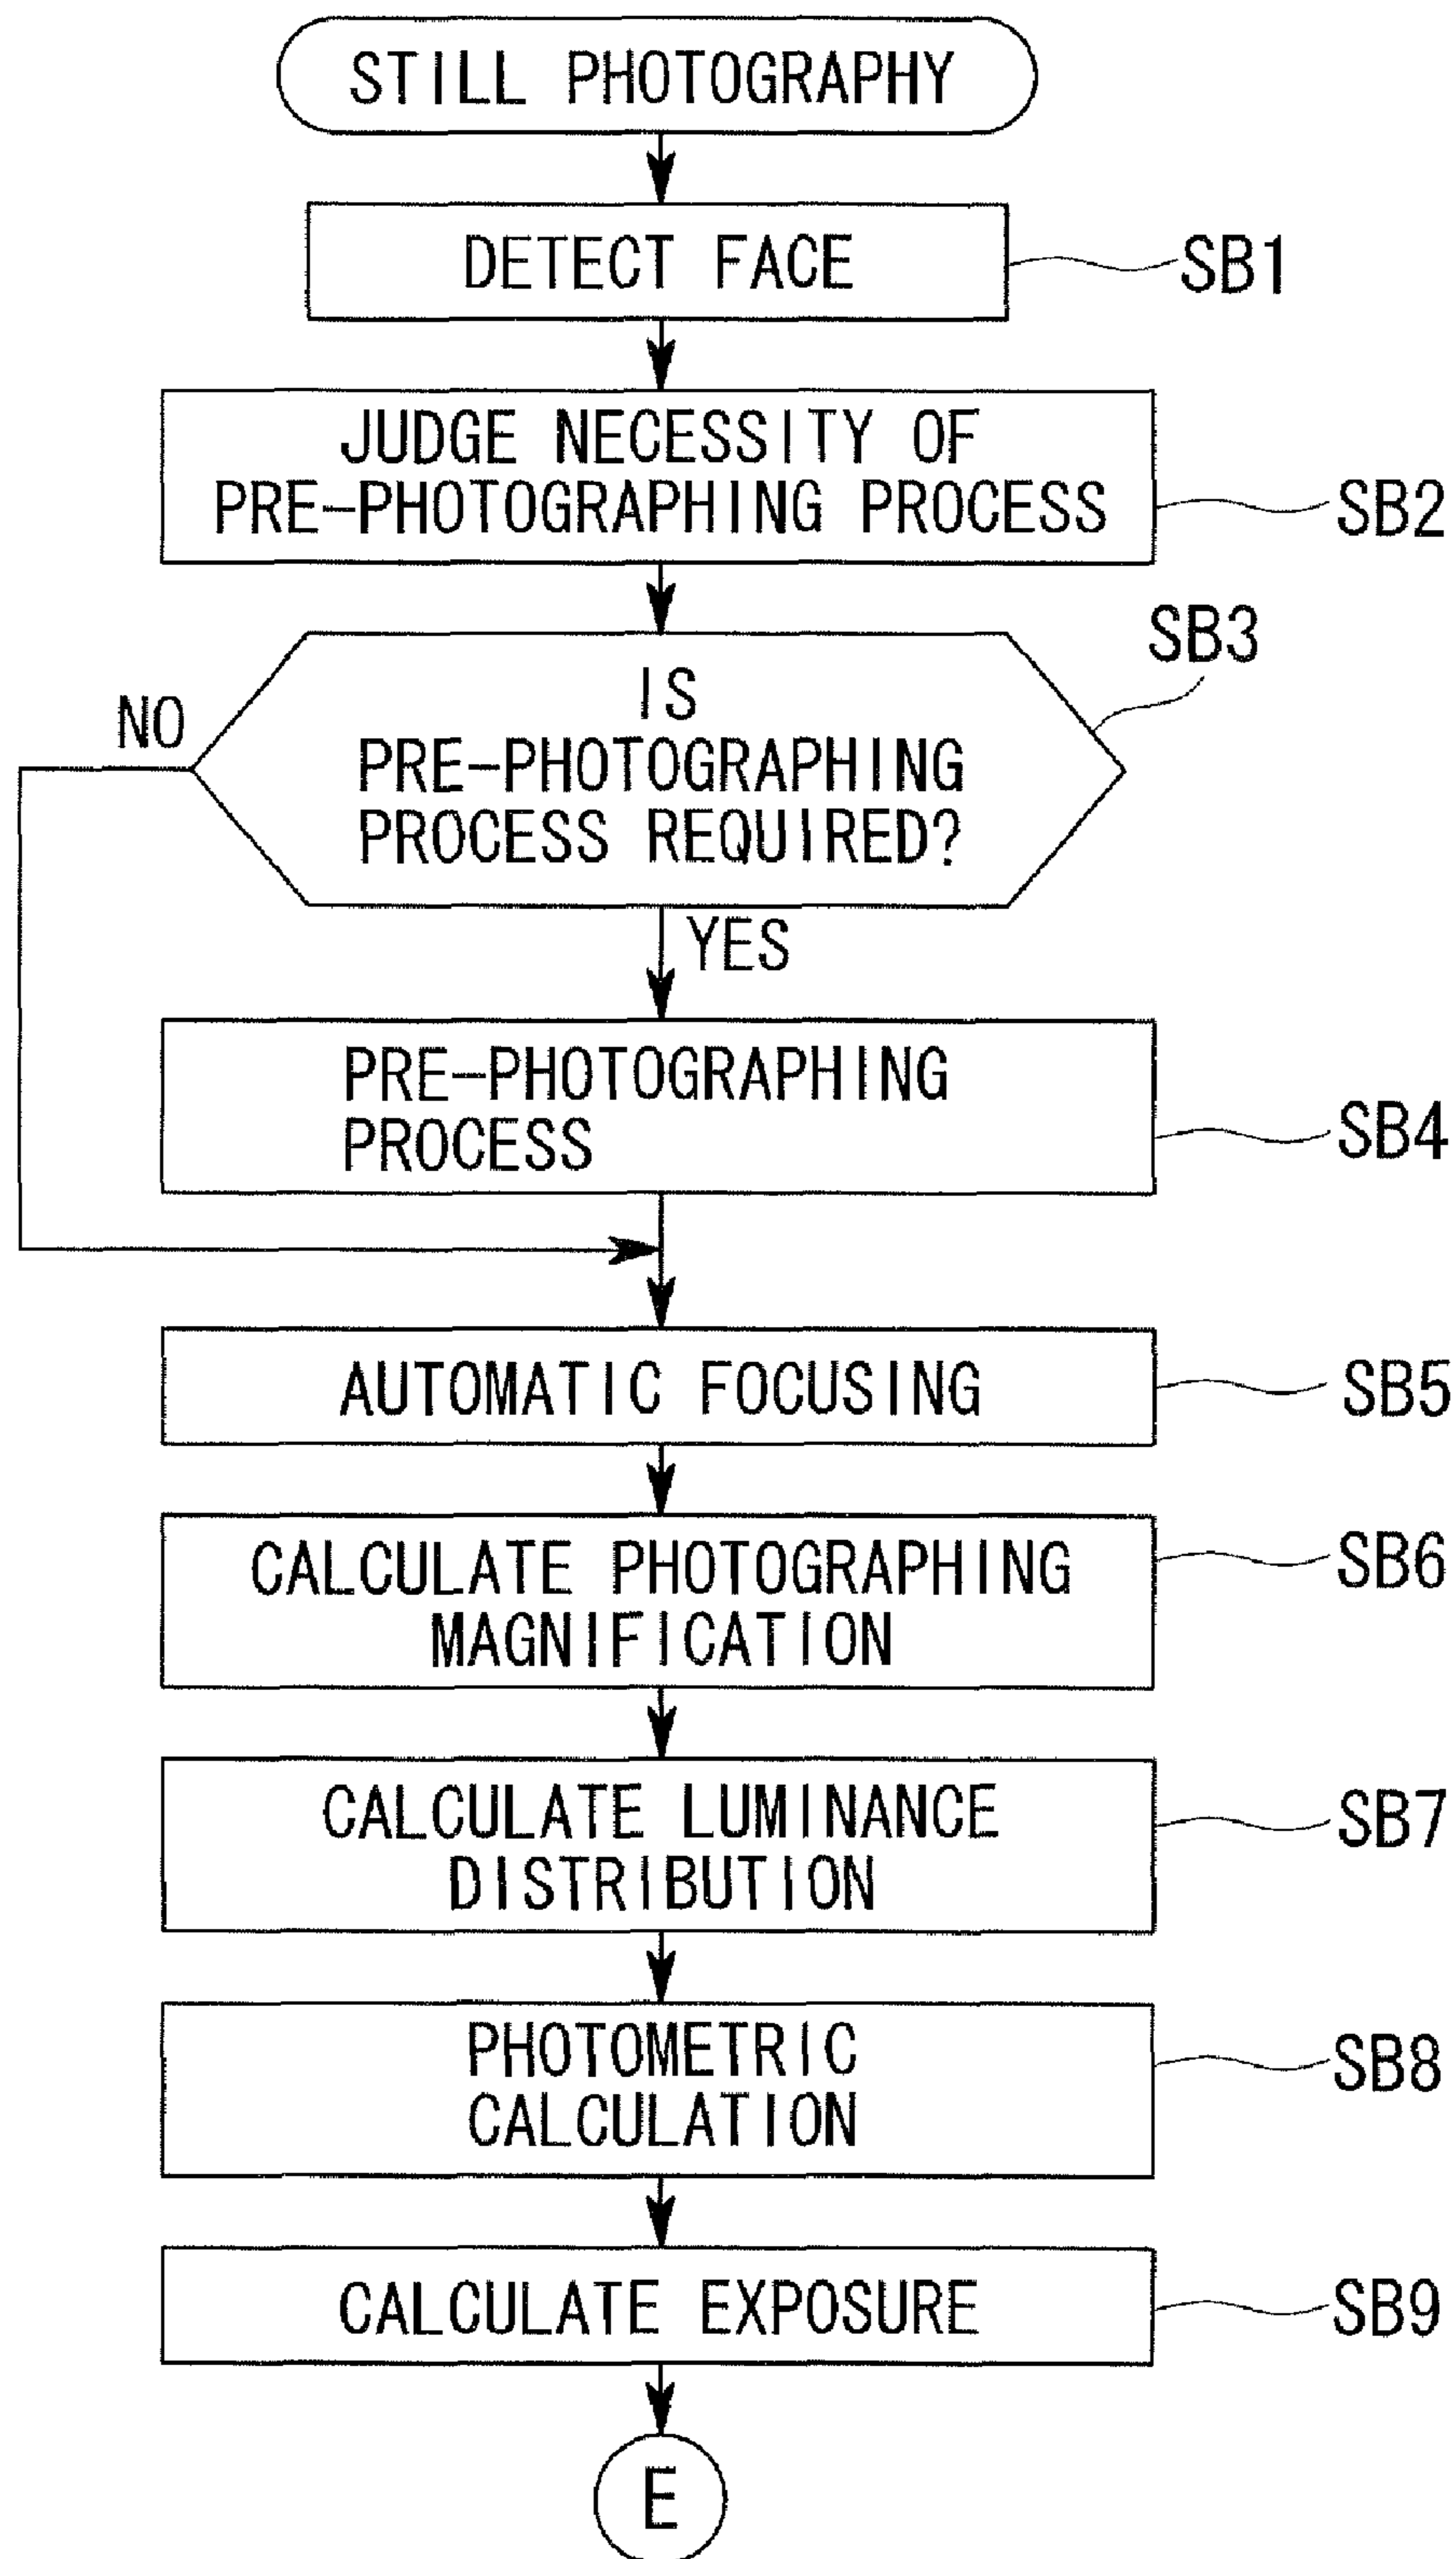 STILL PHOTOGRAPHY
DETECT FACE
SB1
JUDGE NECESSITY OF
PRE-PHOTOGRAPHING PROCESS
SB2
SB3
IS
PRE-PHOTOGRAPHING
PROCESS REQUIRED?
NO
YES
PRE-PHOTOGRAPHING
PROCESS
SB4
AUTOMATIC FOCUSING
SB5
CALCULATE PHOTOGRAPHING
MAGNIFICATION
SB6
CALCULATE LUMINANCE
DISTRIBUTION
SB7
PHOTOMETRIC
CALCULATION
SB8
CALCULATE EXPOSURE
SB9
E